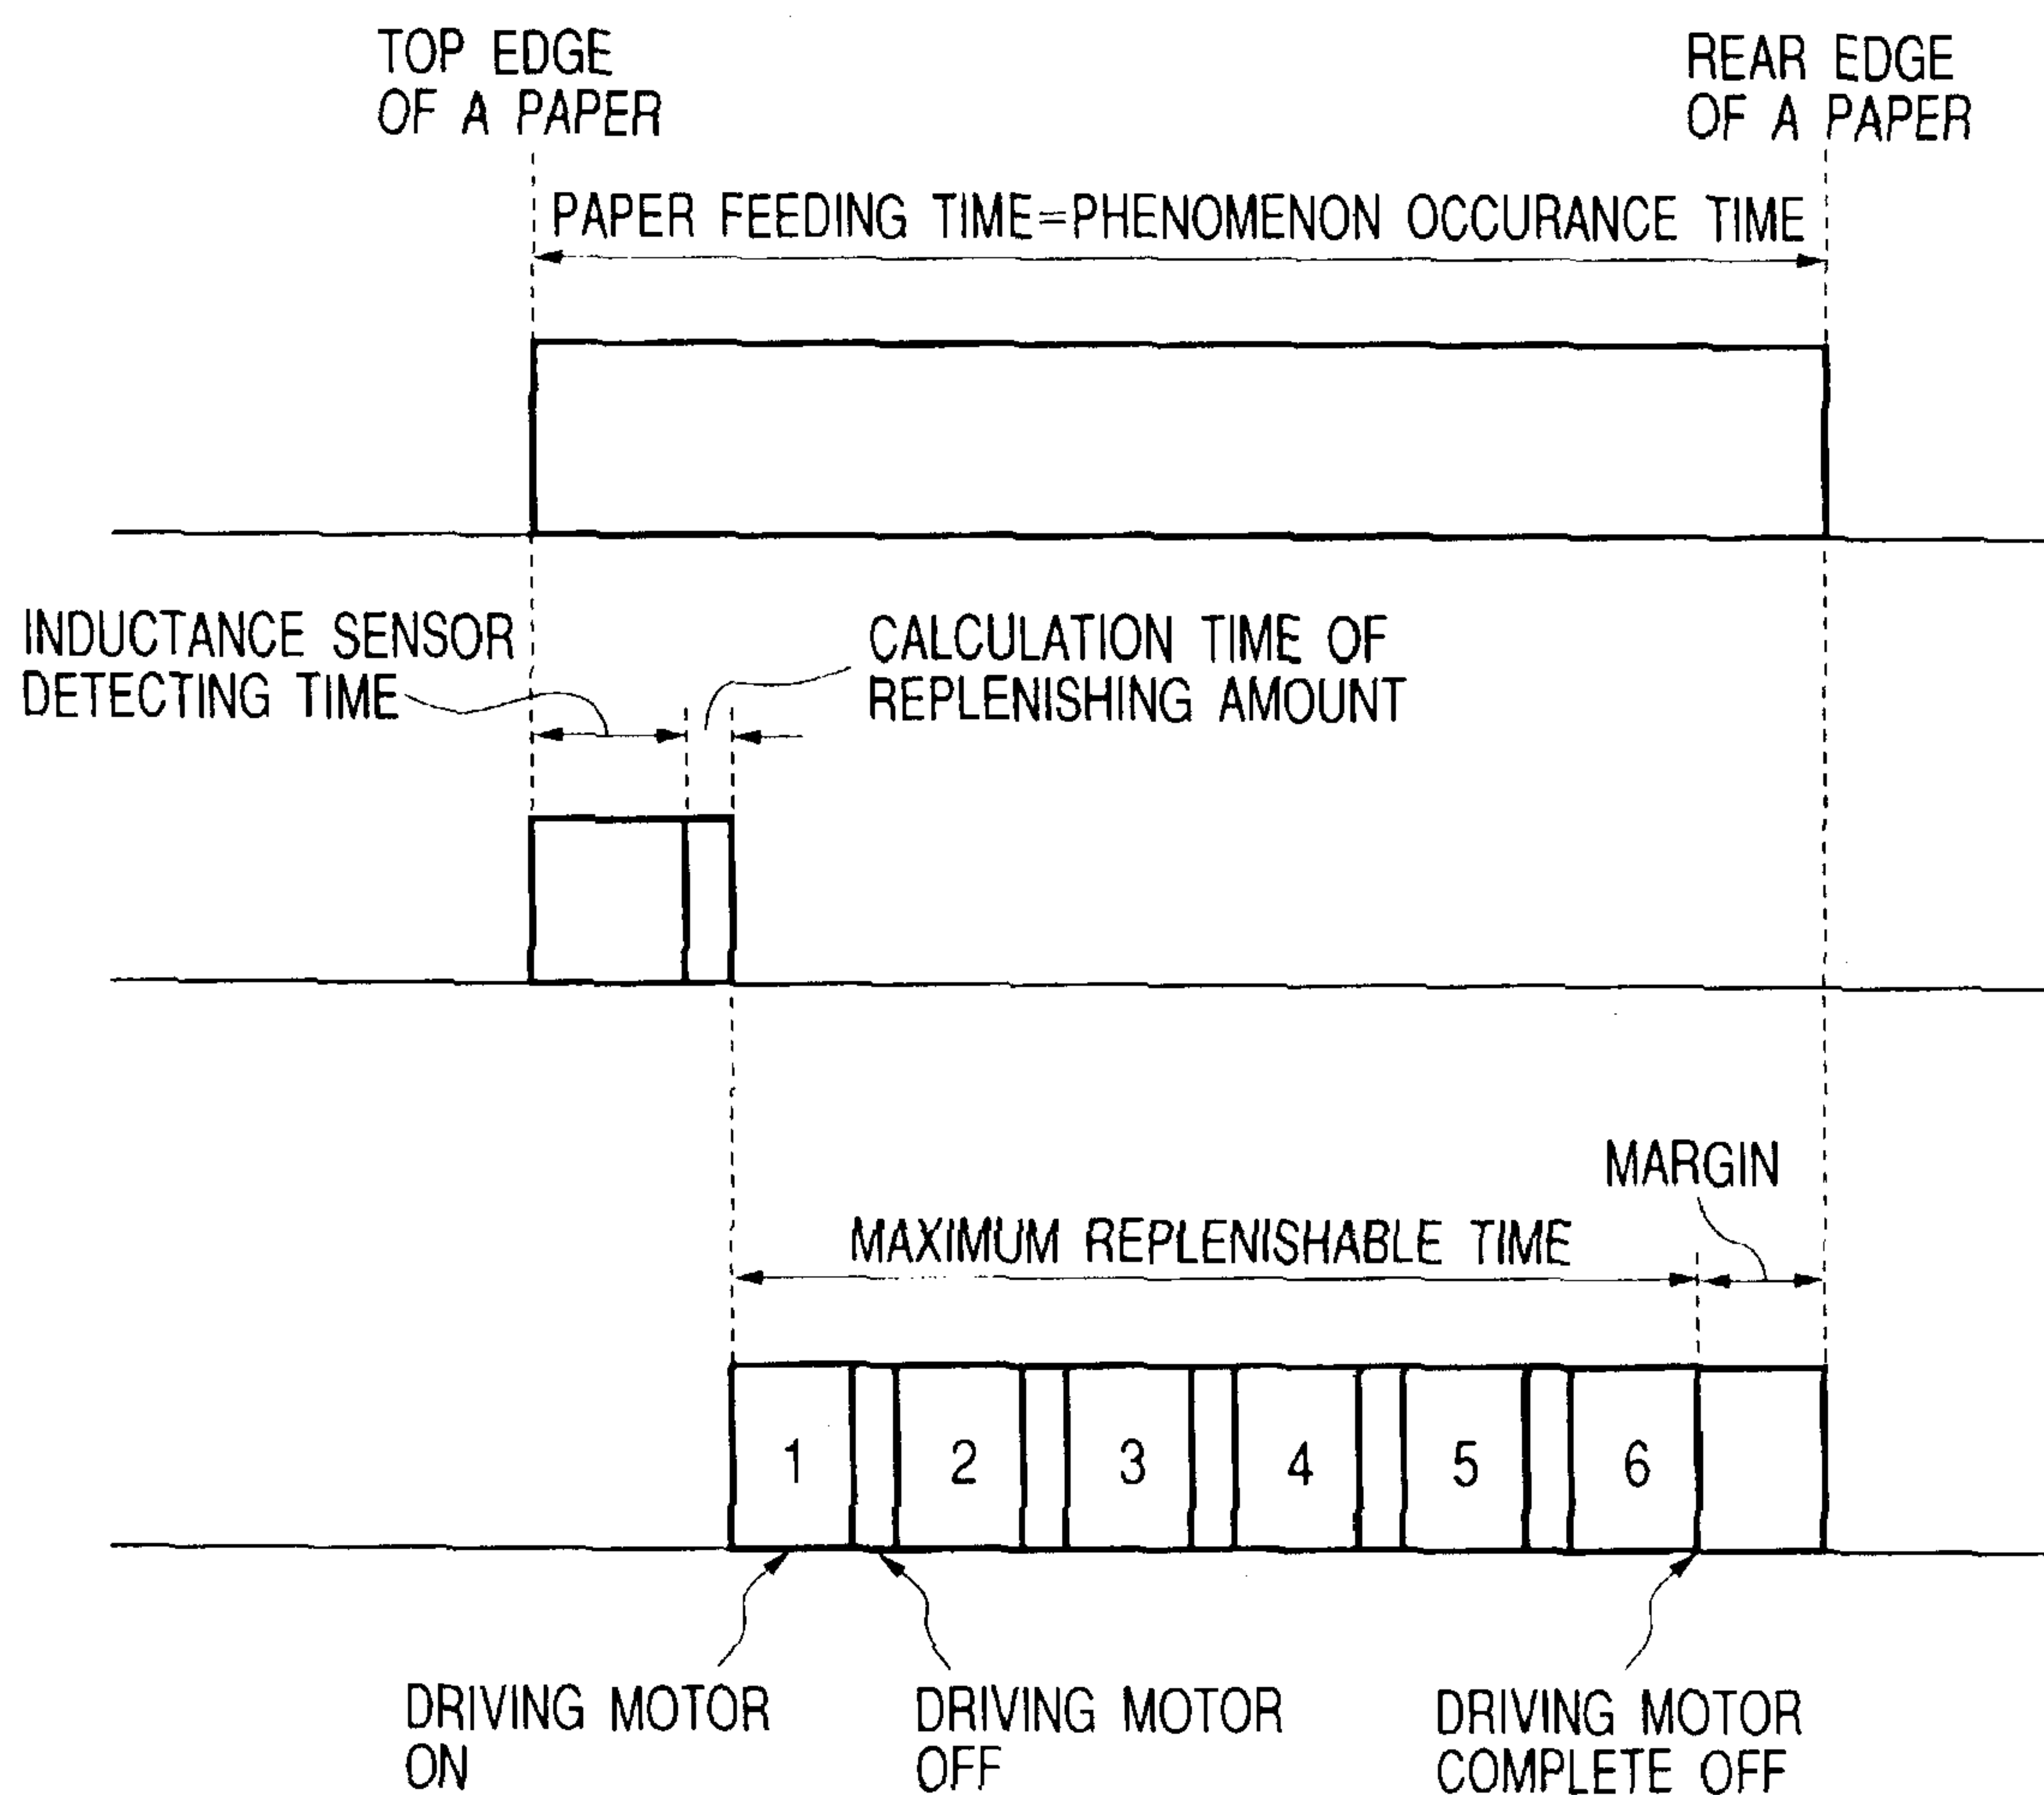 TOP EDGE
OF A PAPER
REAR EDGE
OF A PAPER
PAPER FEEDING TIME=PHENOMENON OCCURANCE TIME
INDUCTANCE SENSOR
DETECTING TIME
CALCULATION TIME OF
REPLENISHING AMOUNT
MARGIN
MAXIMUM REPLENISHABLE TIME
1 2 3 4 5 6
DRIVING MOTOR
ON
DRIVING MOTOR
OFF
DRIVING MOTOR
COMPLETE OFF